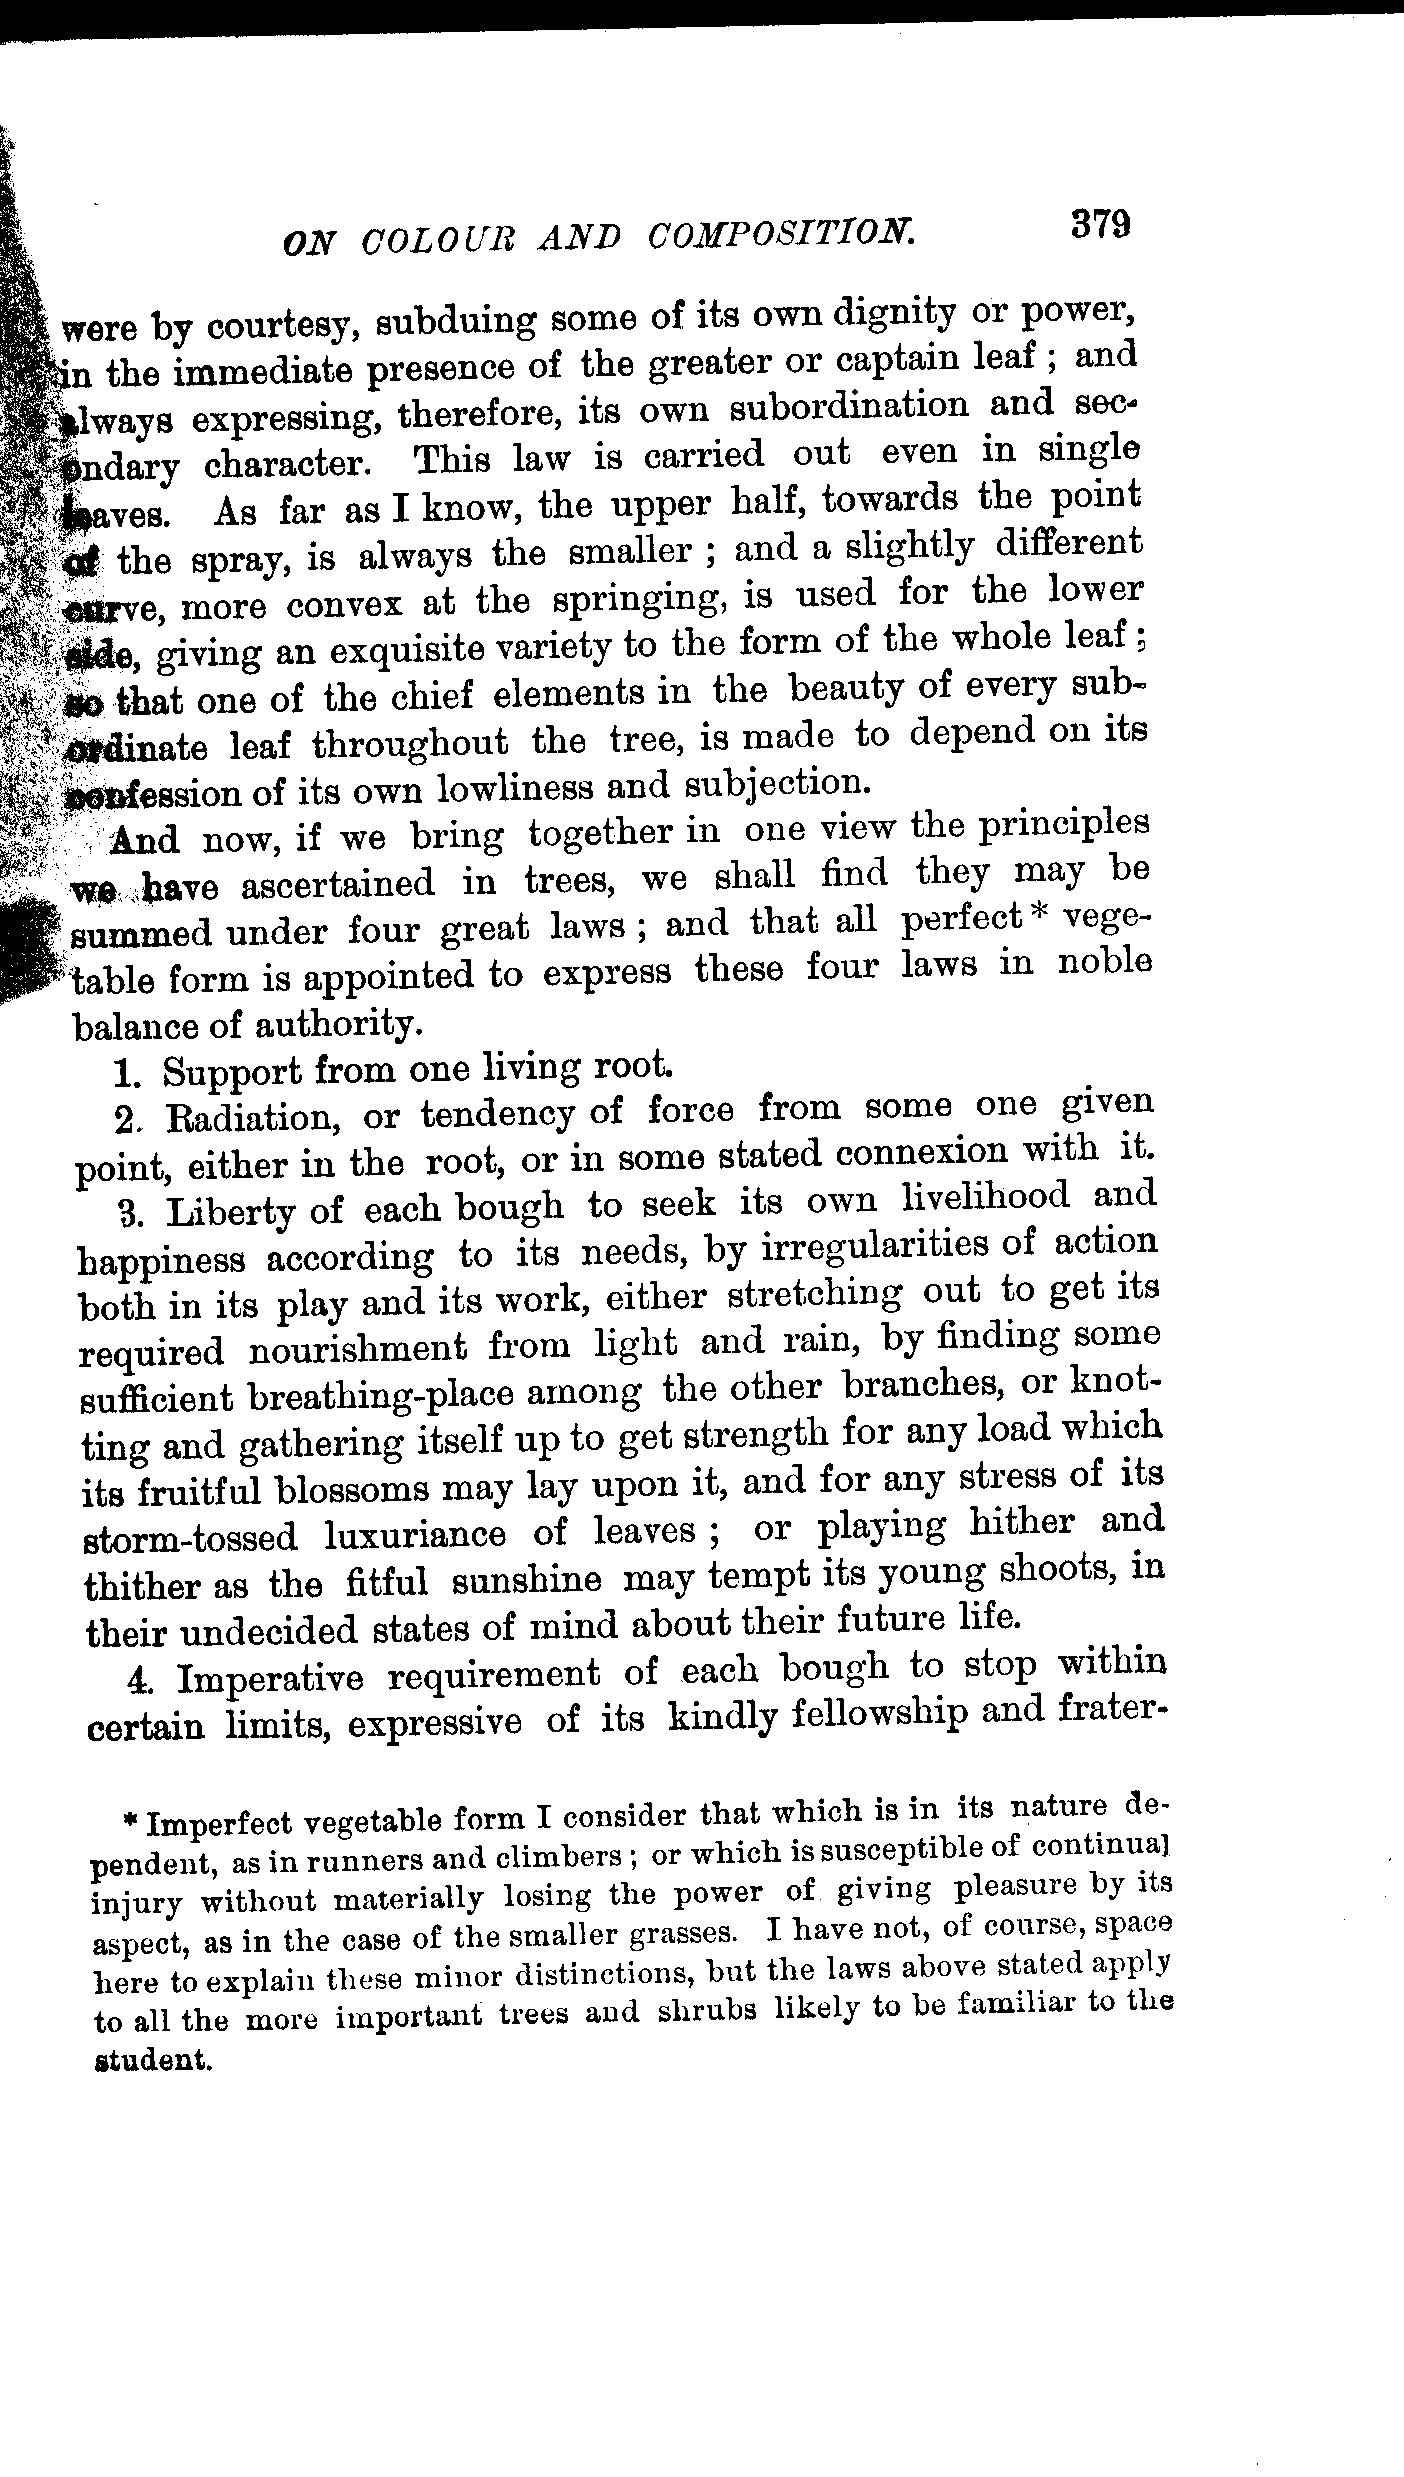 ON COLOUR AND COMPOSITION. 379
were by courtesy, subduing some of its own dignity or power,
in the immediate presence of the greater or captain leaf ; and
always expressing, therefore, its own subordination and sec-
ondary character. This law is carried out even in single
leaves. As far as I know, the upper half, towards the point
of the spray, is always the smaller ; and a slightly different
curve, more convex at the springing, is used for the lower
side, giving an exquisite variety to the form of the whole leaf ;
so that one of the chief elements in the beauty of every sub-
ordinate leaf throughout the tree, is made to depend on its
confession of its own lowliness and subjection.
And now, if we bring together in one view the principles
we have ascertained in trees, we shall find they may be
summed under four great laws ; and that all perfect * vege-
table form is appointed to express these four laws in noble
balance of authority.
1. Support from one living root.
2. Radiation, or tendency of force from some one given
point, either in the root, or in some stated connexion with it.
3. Liberty of each bough to seek its own livelihood and
happiness according to its needs, by irregularities of action
both in its play and its work, either stretching out to get its
required nourishment from light and rain, by finding some
sufficient breathing-place among the other branches, or knot-
ting and gathering itself up to get strength for any load which
its fruitful blossoms may lay upon it, and for any stress of its
storm-tossed luxuriance of leaves ; or playing hither and
thither as the fitful sunshine may tempt its young shoots, in
their undecided states of mind about their future life.
4. Imperative requirement of each bough to stop within
certain limits, expressive of its kindly fellowship and frater-
* Imperfect vegetable form I consider that which is in its nature de-
pendent, as in runners and climbers ; or which is susceptible of continual
injury without materially losing the power of giving pleasure by its
aspect, as in the case of the smaller grasses. I have not, of course, space
here to explain these minor distinctions, but the laws above stated apply
to all the more important trees and shrubs likely to be familiar to the
student.